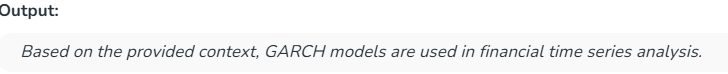 Output:
Based on the provided context, GARCH models are used in financial time series analysis.